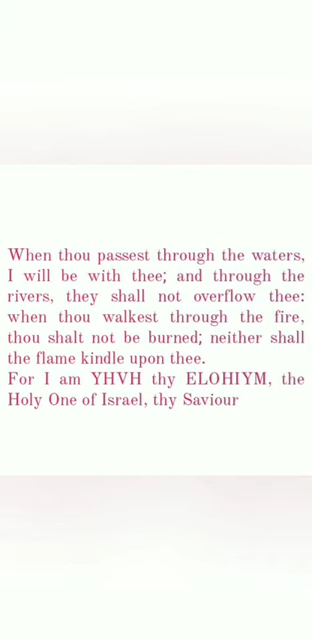 When thou passest through the waters,
I will be with thee; and through the
rivers, they shall not overflow thee:
when thou walkest through the fire,
thou shalt not be burned; neither shall
the flame kindle upon thee.
For I am YHVH thy ELOHIYM, the
Holy One of Israel, thy Saviour